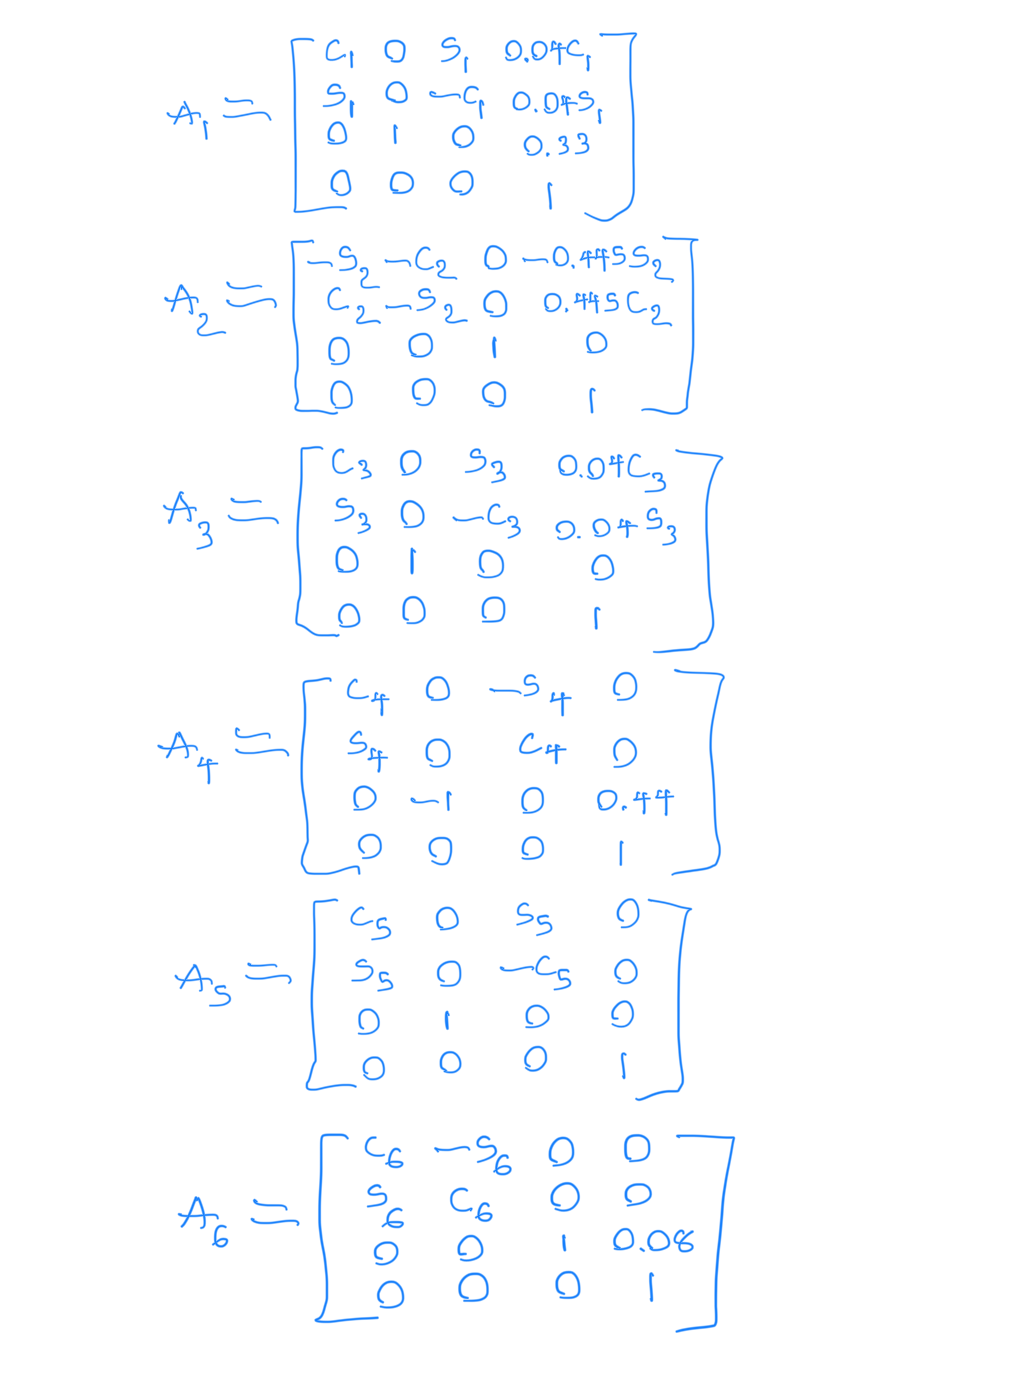 C₁ 0 S₁ 0.04C₁
S₁ 0 -C₁ 0.04S₁
A₁ =
0 1 0 0.33
0 0 0 1
-S₂ -C₂ 0 -0.445S₂
A₂ =
C₂ -S₂ 0 0.445C₂
0 0 1 0
0 0 0 1
C₃ 0 S₃ 0.04C₃
A₃ =
S₃ 0 -C₃ 0.04S₃
0 1 0 0
0 0 0 1
C₄ 0 -S₄ 0
A₄ =
S₄ 0 C₄ 0
0 -1 0 0.44
0 0 0 1
C₅ 0 S₅ 0
A₅ =
S₅ 0 -C₅ 0
0 1 0 0
0 0 0 1
C₆ -S₆ 0 0
A₆ =
S₆ C₆ 0 0
0 0 1 0.08
0 0 0 1